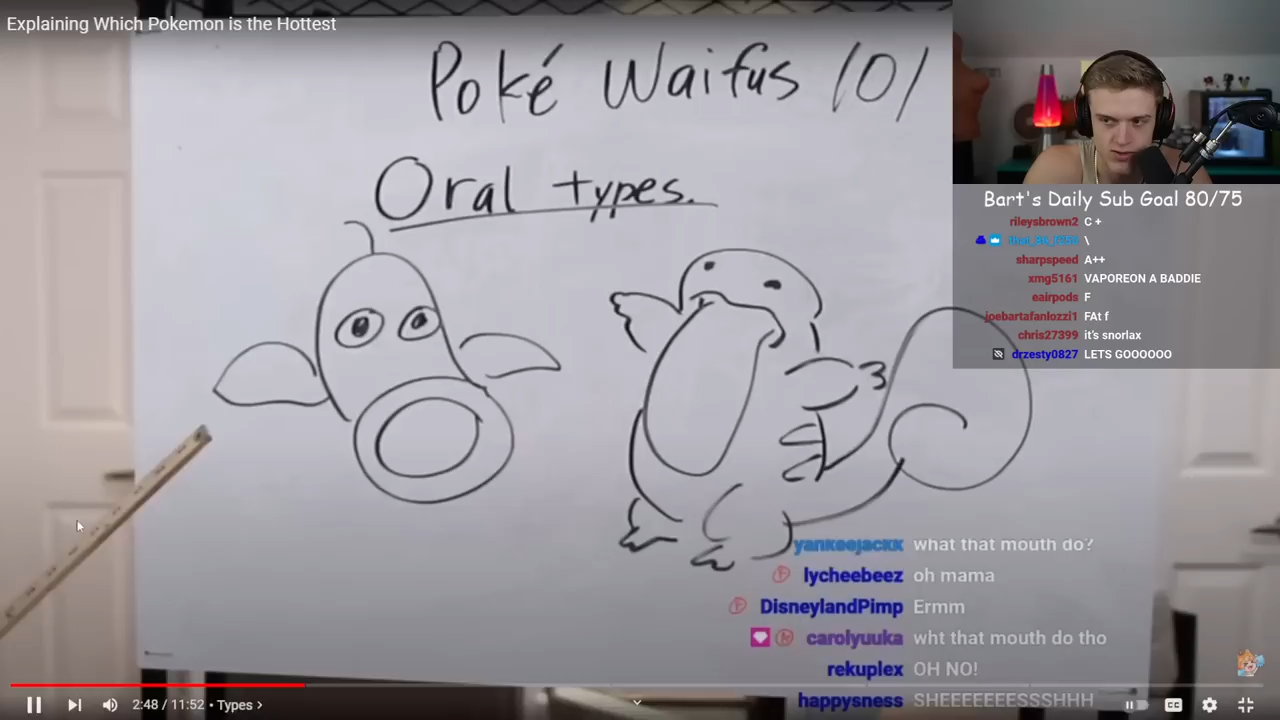 Explaining Which Pokemon is the Hottest
Poké Waifus 101
Oral types.
Bart's Daily Sub Goal 80/75
rileysbrown2 C +
\
sharpspeed A++
xmg5161 VAPOREON A BADDIE
eairpods F
joebartafanlozzi1 FAt f
chris27399 it's snorlax
drzesty0827 LETS GOOOOOO
yankeejackx what that mouth do?
lycheebeez oh mama
DisneylandPimp Ermm
carolyuuka wht that mouth do tho
rekuplex OH NO!
happysness SHEEEEEEESSSHHH
2:48 / 11:52 • Types >
CC